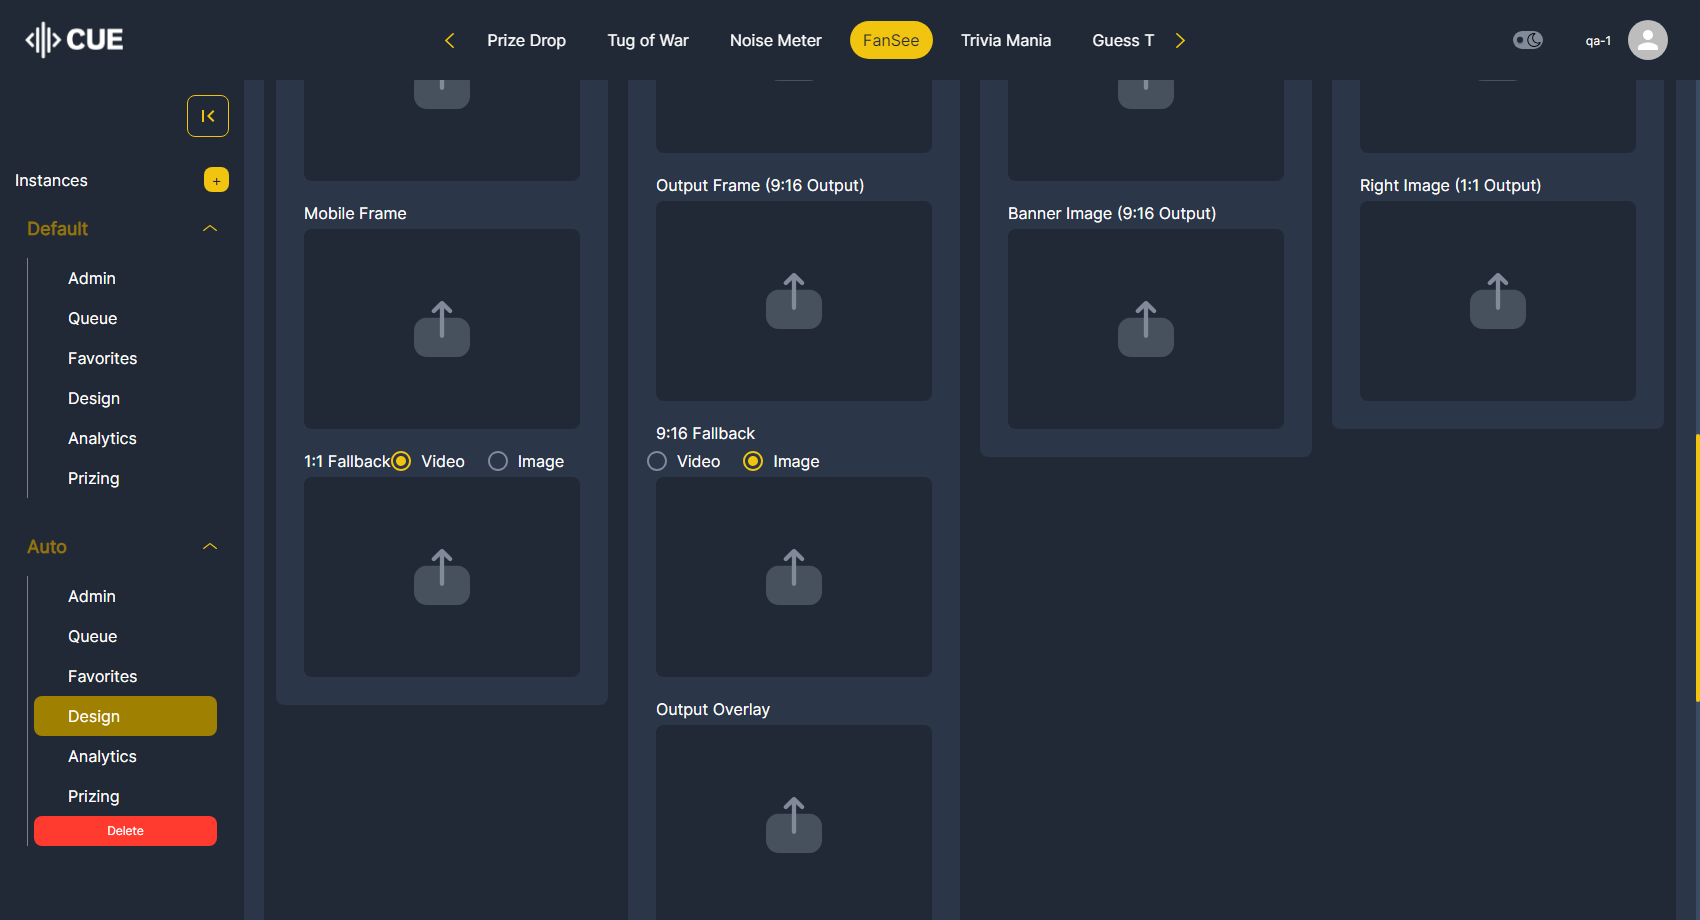 CUE
Prize Drop
Tug of War
Noise Meter
FanSee
Trivia Mania
Guess T
qa-1
Instances
+
Default
Admin
Queue
Favorites
Design
Analytics
Prizing
Auto
Admin
Queue
Favorites
Design
Analytics
Prizing
Delete
Mobile Frame
1:1 Fallback
Video
Image
Output Frame (9:16 Output)
9:16 Fallback
Video
Image
Output Overlay
Banner Image (9:16 Output)
Right Image (1:1 Output)